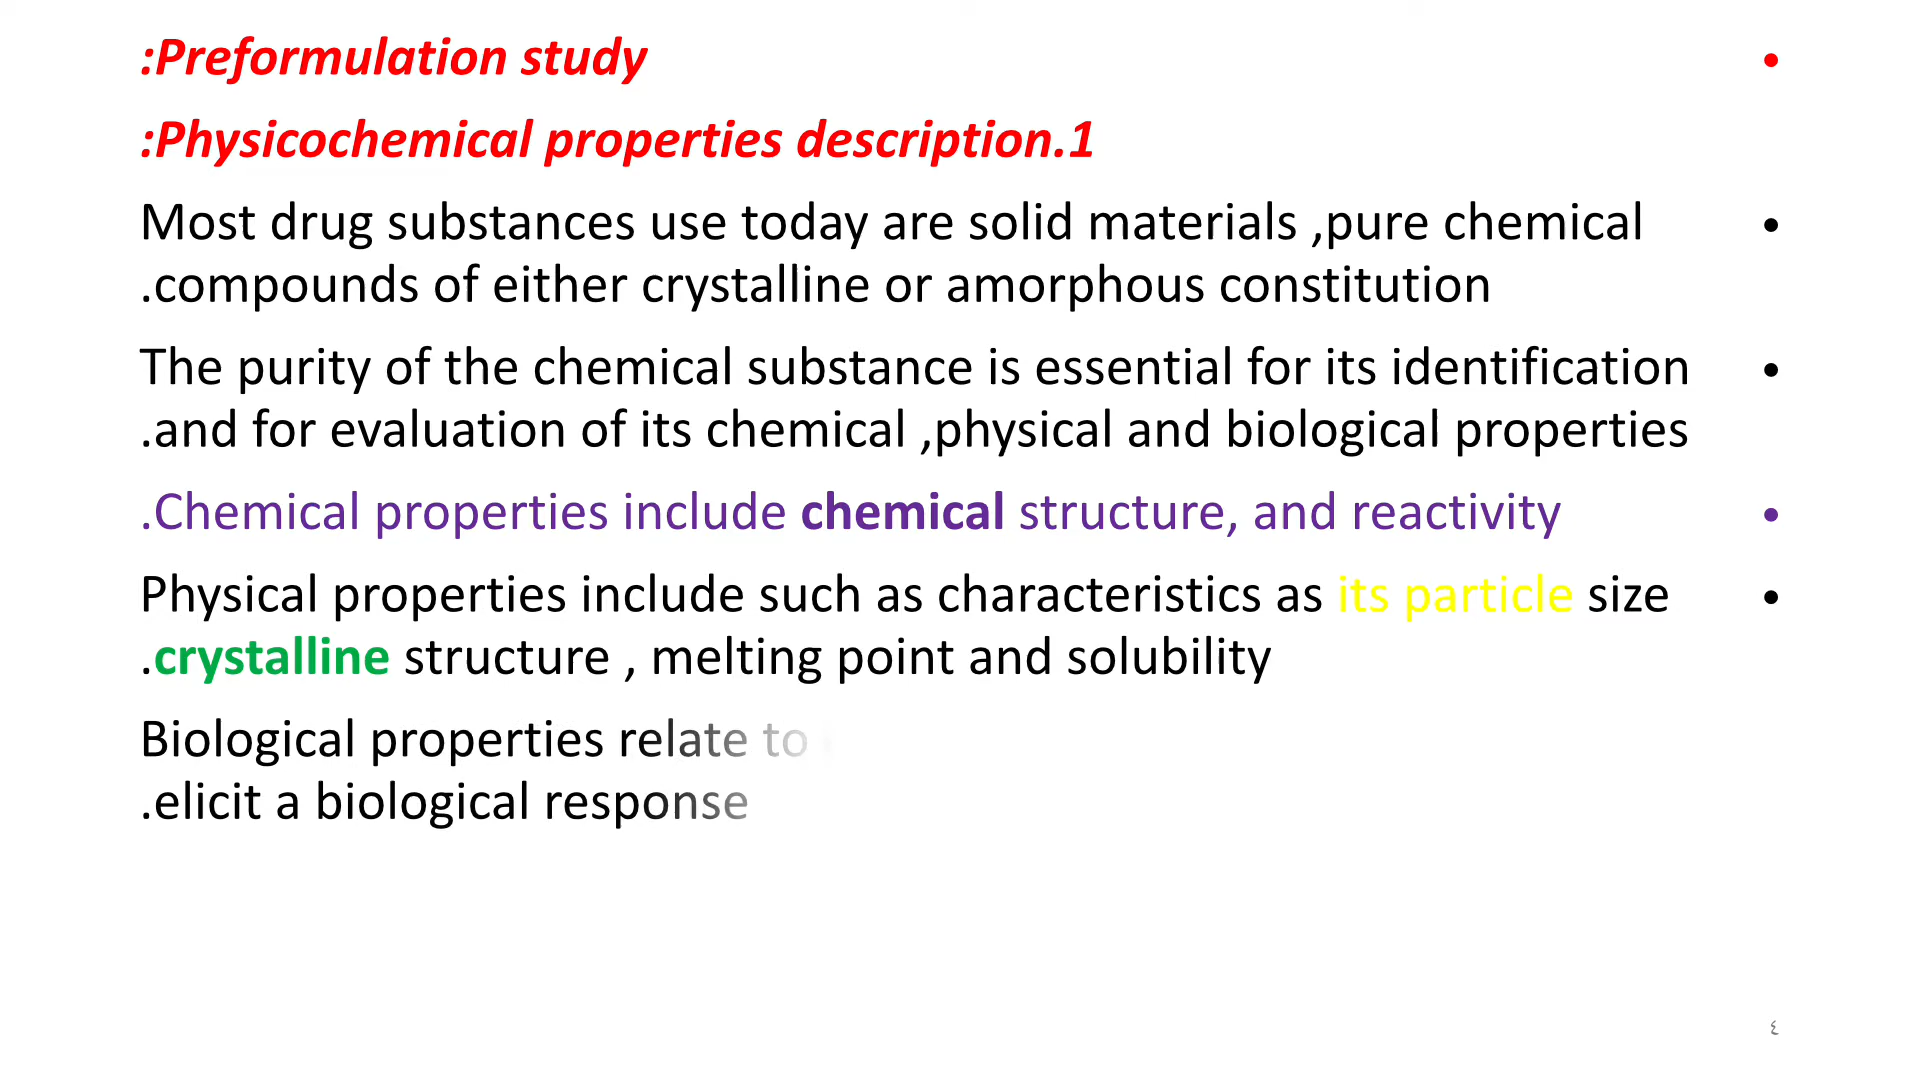 :Preformulation study
:Physicochemical properties description.1
Most drug substances use today are solid materials ,pure chemical
.compounds of either crystalline or amorphous constitution
The purity of the chemical substance is essential for its identification
.and for evaluation of its chemical ,physical and biological properties
.Chemical properties include chemical structure, and reactivity
Physical properties include such as characteristics as its particle size
.crystalline structure , melting point and solubility
Biological properties relate to
.elicit a biological response
٤